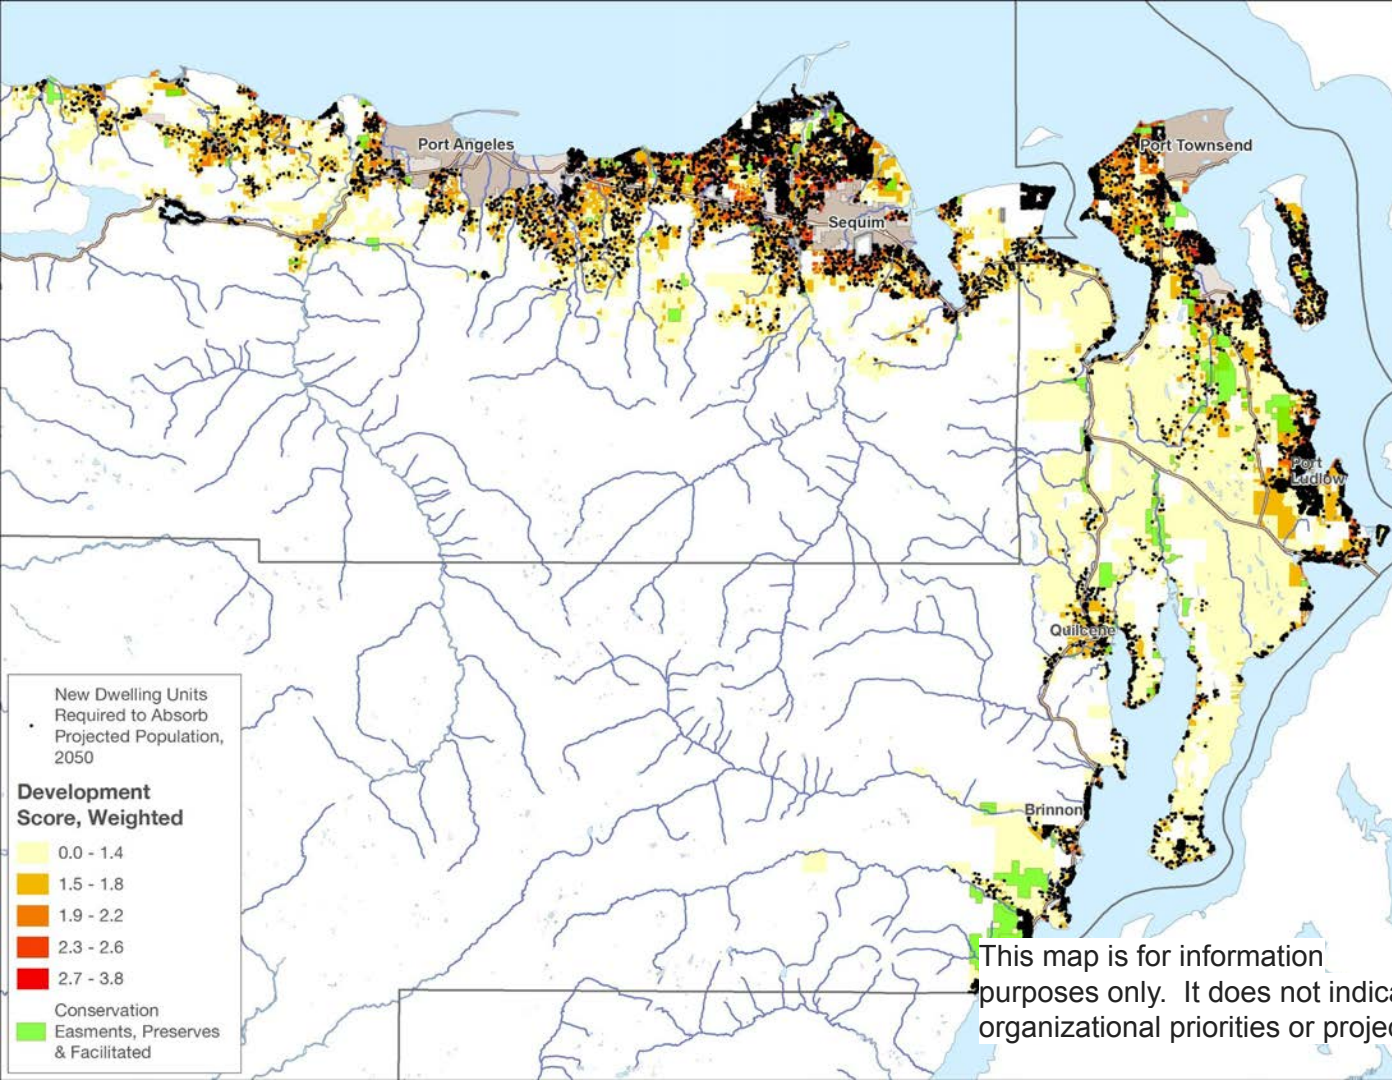 Port Angeles
Port Townsend
Sequim
Port
Ludlow
Quilcene
Brinnon
New Dwelling Units
Required to Absorb
Projected Population,
2050
Development
Score, Weighted
0.0 - 1.4
1.5 - 1.8
1.9 - 2.2
2.3 - 2.6
2.7 - 3.8
Conservation
Easments, Preserves
& Facilitated
This map is for information
purposes only. It does not indica
organizational priorities or projec